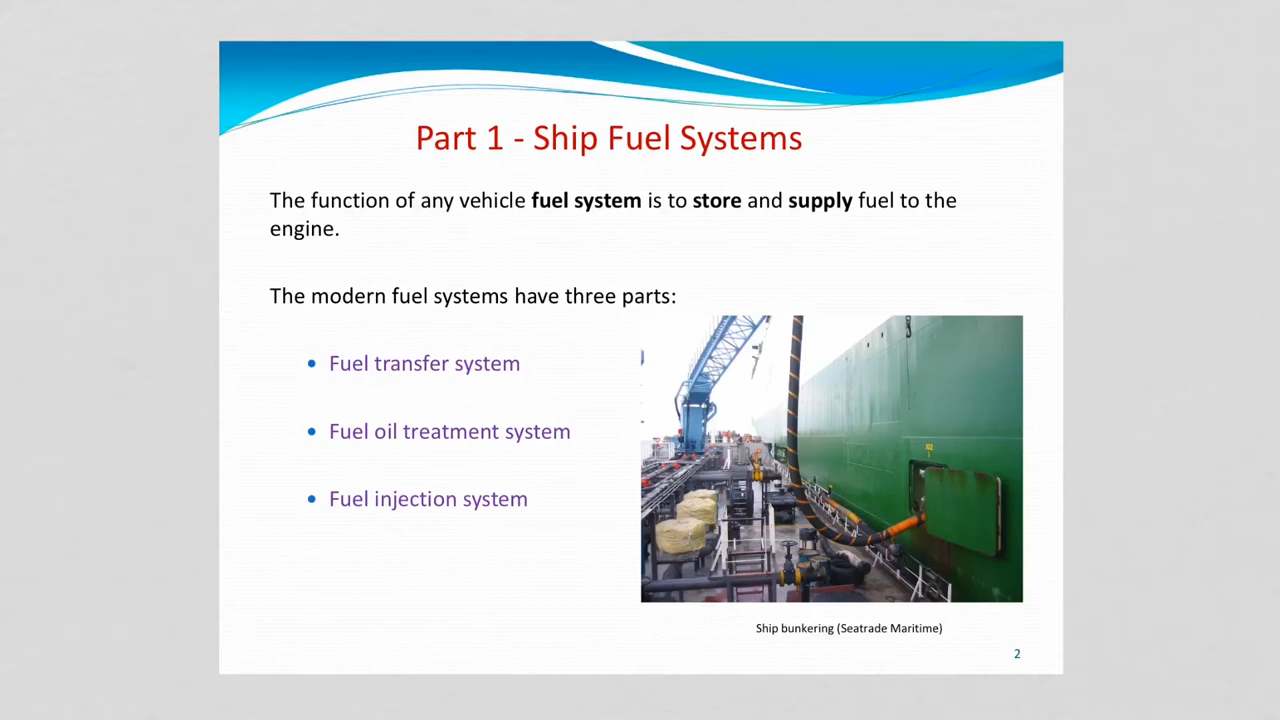 Part 1 - Ship Fuel Systems
The function of any vehicle fuel system is to store and supply fuel to the
engine.
The modern fuel systems have three parts:
• Fuel transfer system
• Fuel oil treatment system
• Fuel injection system
Ship bunkering (Seatrade Maritime)
2